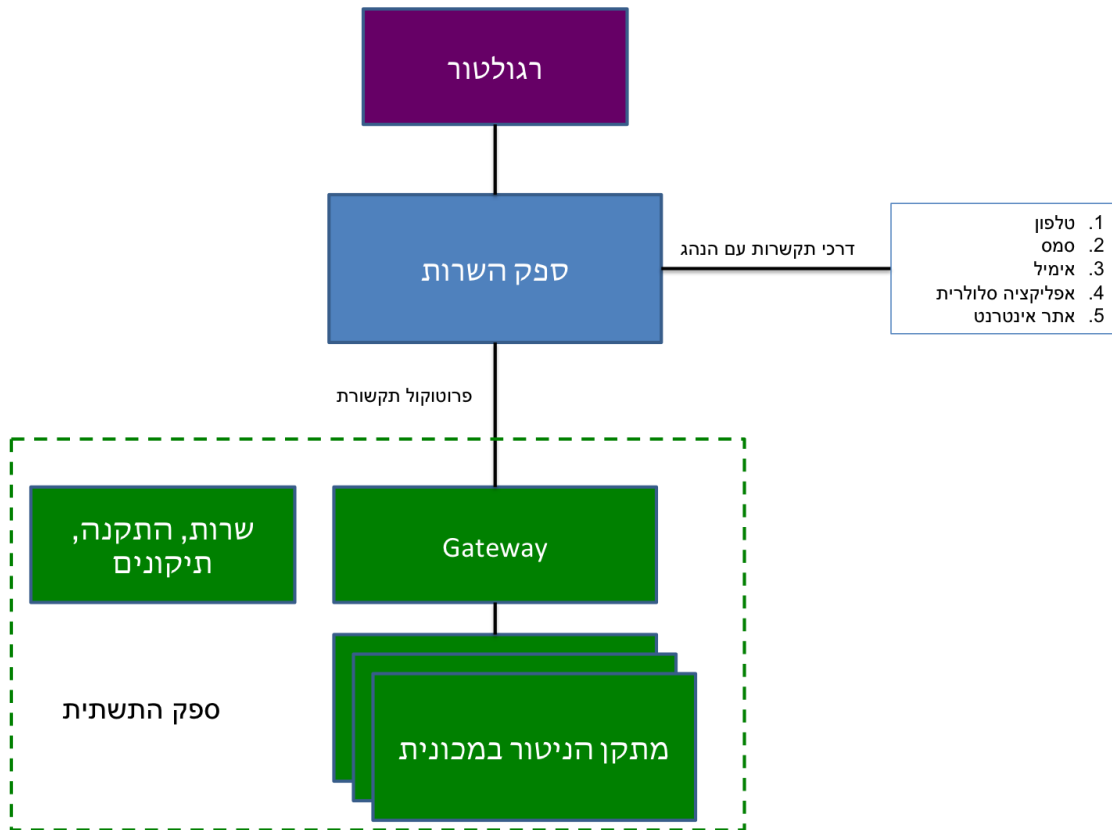 רגולטור
ספק השרות
דרכי תקשרות עם הנהג
1. טלפון
2. סמס
3. אימיל
4. אפליקציה סלולרית
5. אתר אינטרנט
פרוטוקול תקשורת
שרות, התקנה,
תיקונים
Gateway
ספק התשתית
מתקן הניטור במכונית